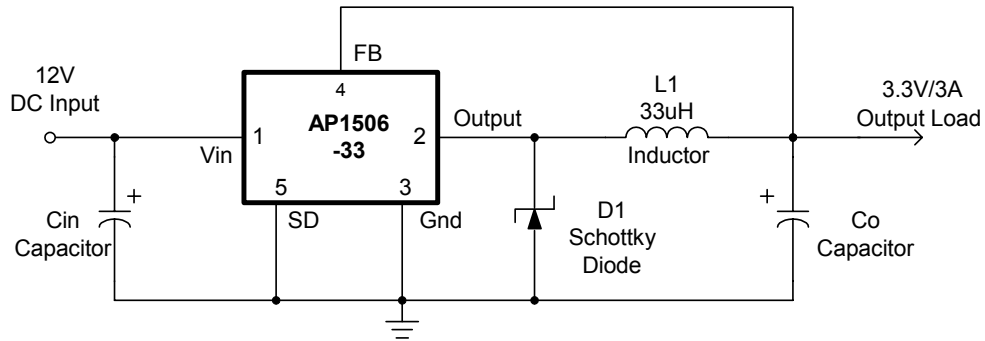 FB
12V
DC Input
L1
33uH
Inductor
3.3V/3A
Output Load
4
AP1506
-33
1
2
Vin
Output
5
3
SD
Gnd
+
Cin
Capacitor
D1
Schottky
Diode
+
Co
Capacitor